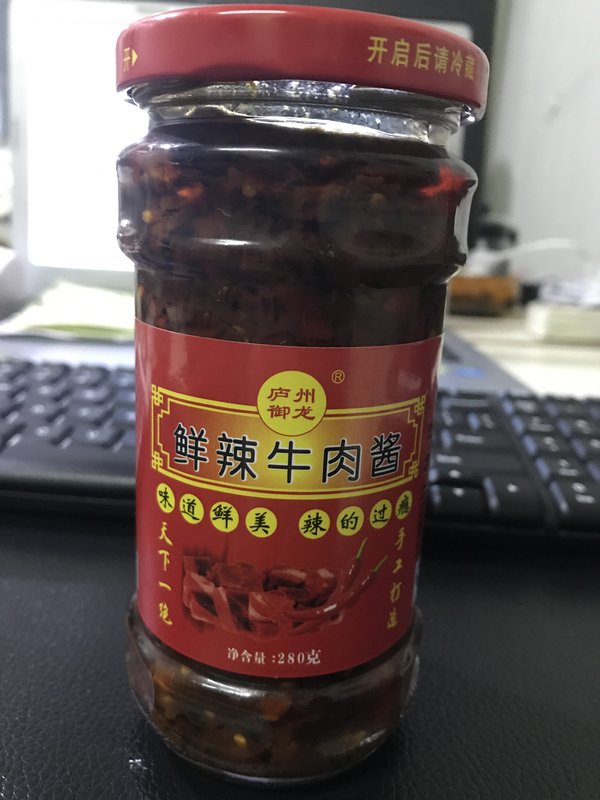 开
开启后请冷藏
庐州
御龙
®
鲜辣牛肉酱
味道鲜美 辣的过瘾
天下一绝
手工打造
净含量:280克